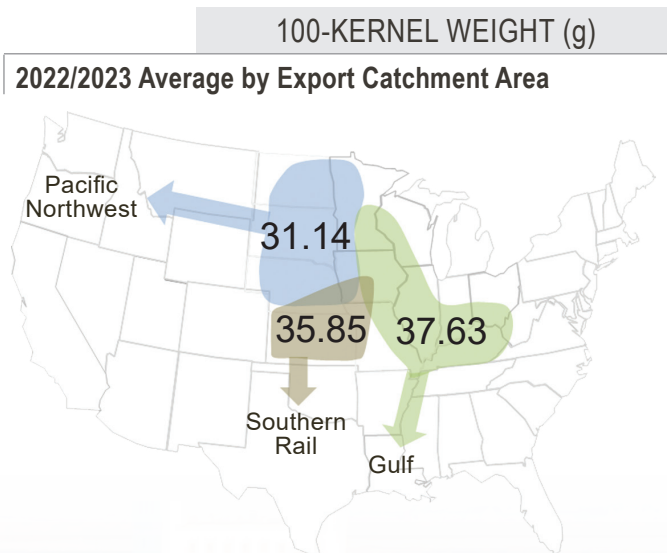 100-KERNEL WEIGHT (g)
2022/2023 Average by Export Catchment Area
Pacific
Northwest
31.14
35.85
37.63
Southern
Rail
Gulf